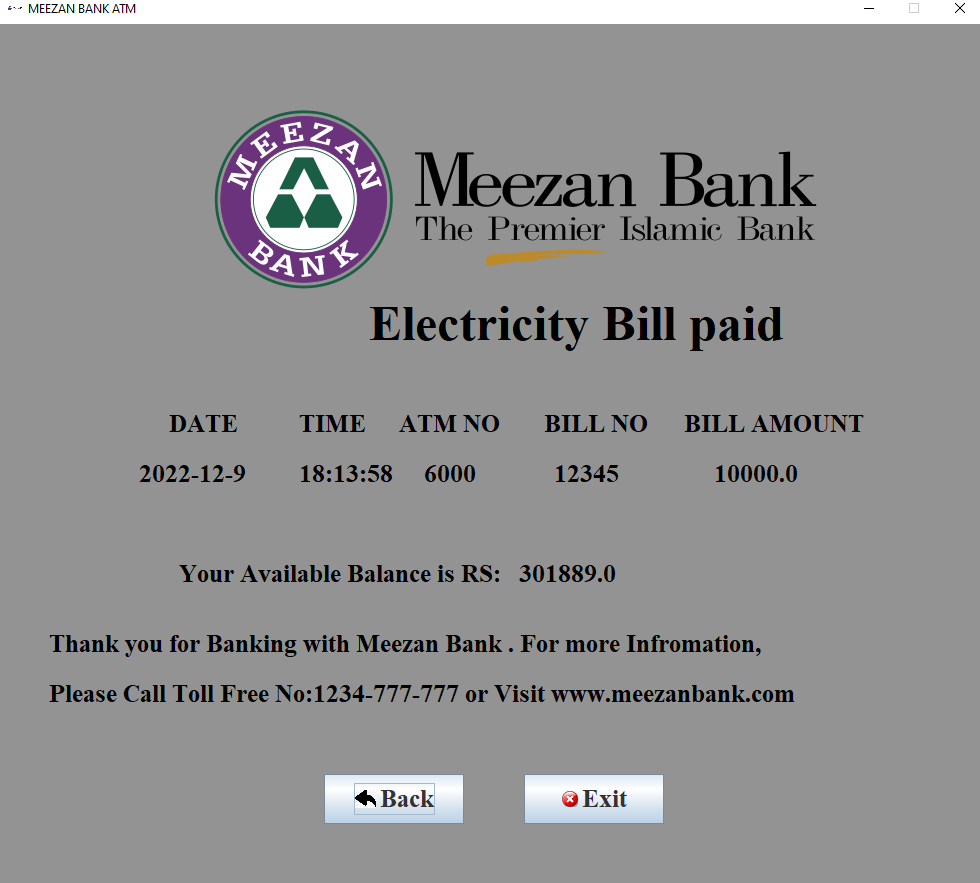 MEEZAN BANK ATM
MEEZAN
BANK
Meezan Bank
The Premier Islamic Bank
Electricity Bill paid
DATE TIME ATM NO BILL NO BILL AMOUNT
2022-12-9 18:13:58 6000 12345 10000.0
Your Available Balance is RS: 301889.0
Thank you for Banking with Meezan Bank . For more Infromation,
Please Call Toll Free No:1234-777-777 or Visit www.meezanbank.com
Back Exit